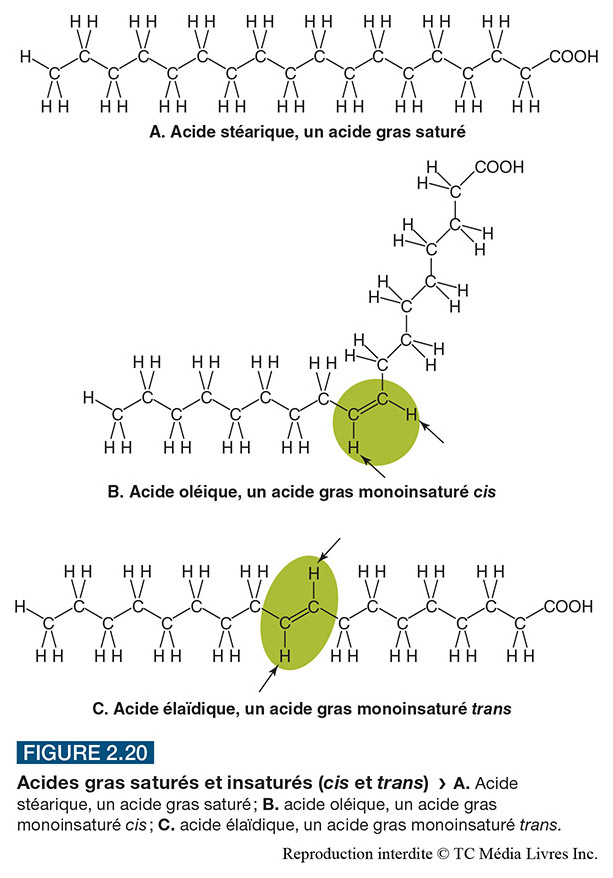 H H H H H H H H H H H H H H H H
H C C C C C C C C COOH
C C C C C C C C C
H H H H H H H H H H H H H H H H H H
A. Acide stéarique, un acide gras saturé
H COOH
H C
H C H
H C H
H C H
H C H
H C H
H C H
H H H H H H H H H C H
H C C C C C
C C C C C H
H H H H H H H H H
B. Acide oléique, un acide gras monoinsaturé cis
H H H H H H H H H H H H H H H
H C C C C C C C C COOH
C C C C C C C C C
H H H H H H H H H H H H H H H H H
C. Acide élaïdique, un acide gras monoinsaturé trans
FIGURE 2.20
Acides gras saturés et insaturés (cis et trans) › A. Acide
stéarique, un acide gras saturé ; B. acide oléique, un acide gras
monoinsaturé cis ; C. acide élaïdique, un acide gras monoinsaturé trans.
Reproduction interdite © TC Média Livres Inc.